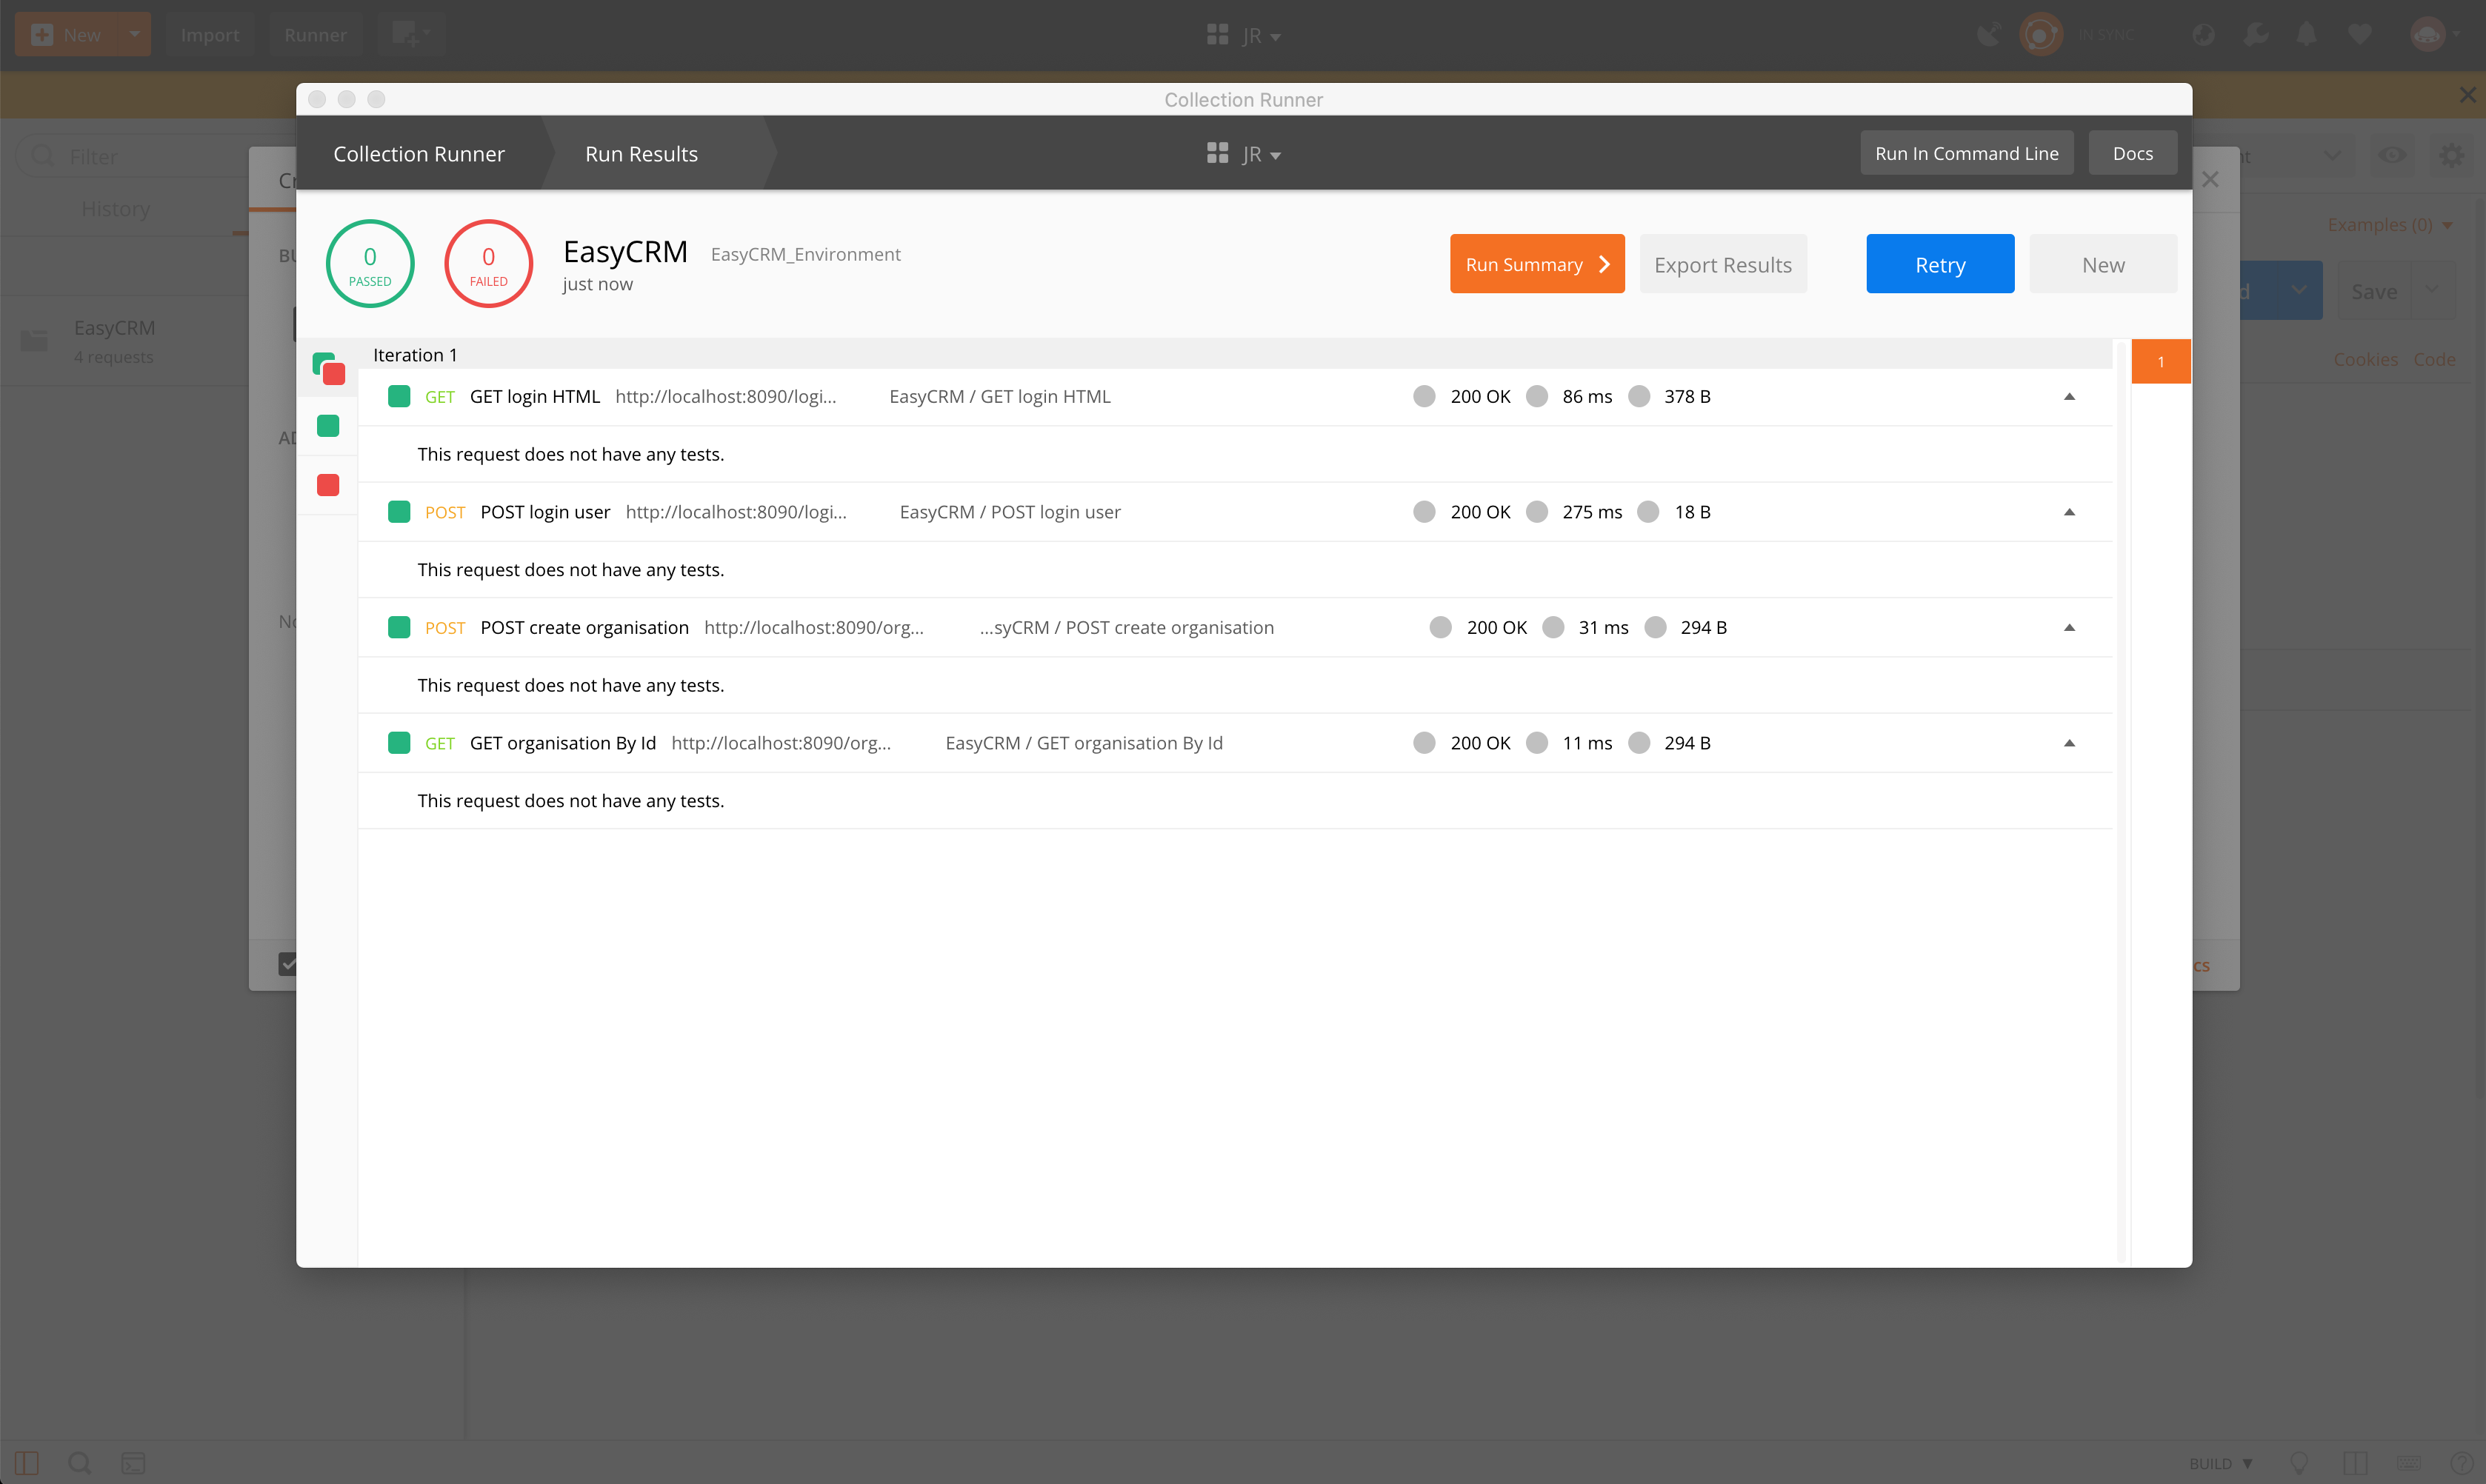 New Import Runner JR IN SYNC
Collection Runner
Filter
Collection Runner Run Results JR Run In Command Line Docs
History
Examples (0)
0 PASSED
0 FAILED
EasyCRM EasyCRM_Environment
just now
Run Summary Export Results Retry New
Save
EasyCRM
4 requests
Cookies Code
Iteration 1
1
GET GET login HTML http://localhost:8090/logi... EasyCRM / GET login HTML 200 OK 86 ms 378 B
This request does not have any tests.
POST POST login user http://localhost:8090/logi... EasyCRM / POST login user 200 OK 275 ms 18 B
This request does not have any tests.
POST POST create organisation http://localhost:8090/org... ...syCRM / POST create organisation 200 OK 31 ms 294 B
This request does not have any tests.
GET GET organisation By Id http://localhost:8090/org... EasyCRM / GET organisation By Id 200 OK 11 ms 294 B
This request does not have any tests.
BUILD